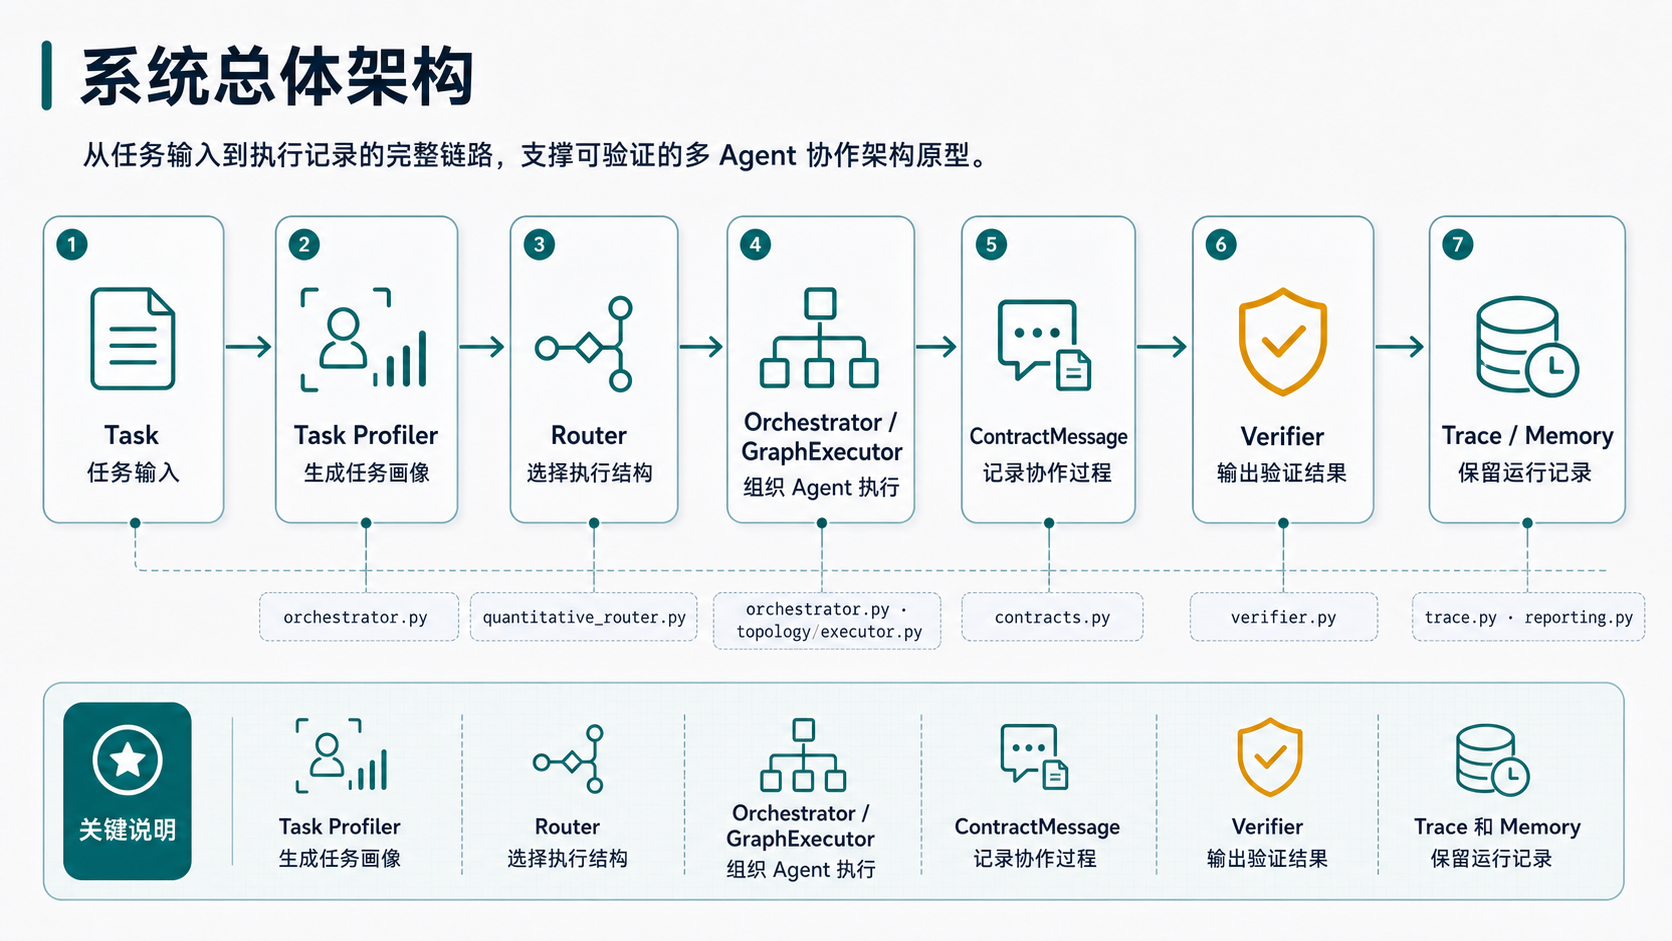 系统总体架构
从任务输入到执行记录的完整链路，支撑可验证的多 Agent 协作架构原型。
1
Task
任务输入
2
Task Profiler
生成任务画像
3
Router
选择执行结构
4
Orchestrator /
GraphExecutor
组织 Agent 执行
5
ContractMessage
记录协作过程
6
Verifier
输出验证结果
7
Trace / Memory
保留运行记录
orchestrator.py
quantitative_router.py
orchestrator.py ·
topology/executor.py
contracts.py
verifier.py
trace.py · reporting.py
关键说明
Task Profiler
生成任务画像
Router
选择执行结构
Orchestrator /
GraphExecutor
组织 Agent 执行
ContractMessage
记录协作过程
Verifier
输出验证结果
Trace 和 Memory
保留运行记录